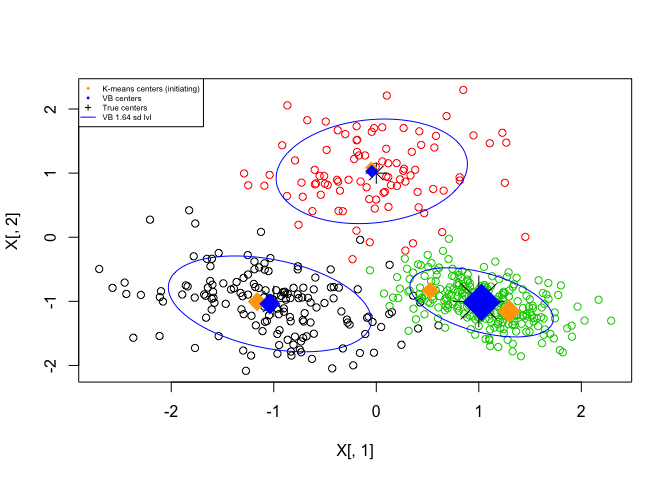 K-means centers (initiating)
VB centers
True centers
VB 1.64 sd lvl
2
1
0
-1
-2
X[, 2]
-2
-1
0
1
2
X[, 1]